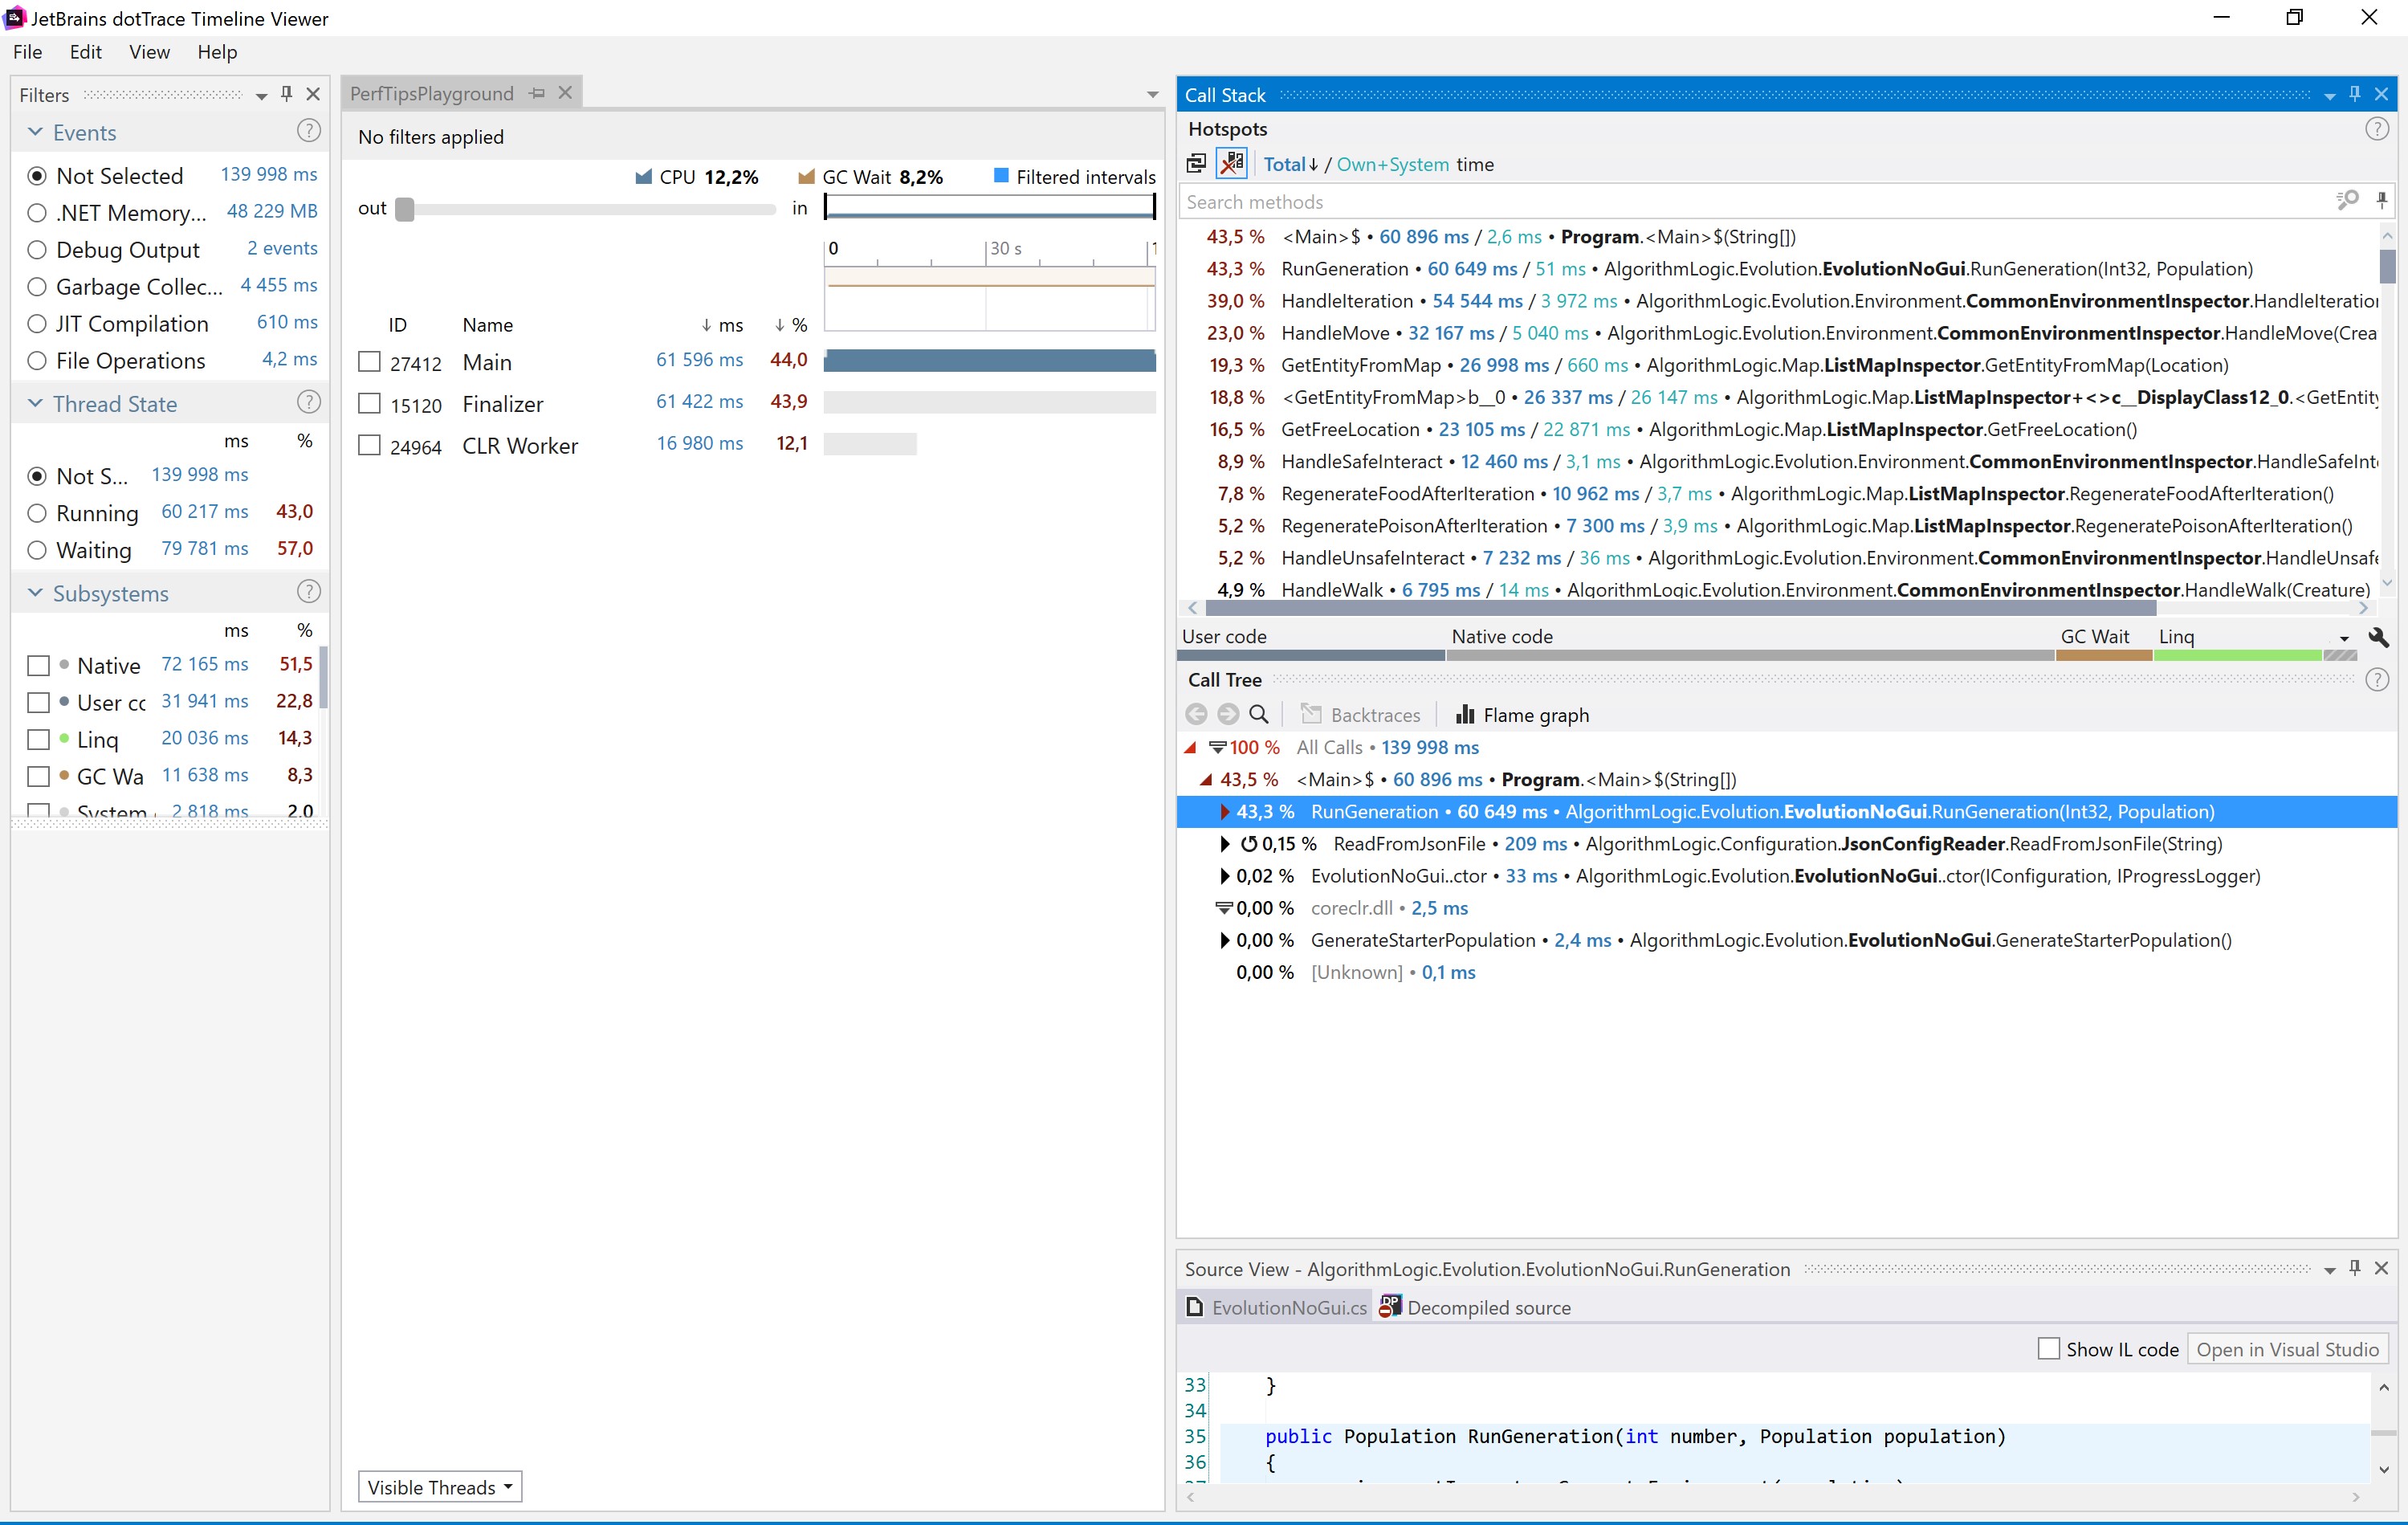 JetBrains dotTrace Timeline Viewer
File Edit View Help
Filters
Events
Not Selected 139 998 ms
.NET Memory... 48 229 MB
Debug Output 2 events
Garbage Collec... 4 455 ms
JIT Compilation 610 ms
File Operations 4,2 ms
Thread State
ms %
Not S... 139 998 ms
Running 60 217 ms 43,0
Waiting 79 781 ms 57,0
Subsystems
ms %
Native 72 165 ms 51,5
User cc 31 941 ms 22,8
Linq 20 036 ms 14,3
GC Wa 11 638 ms 8,3
System 2 818 ms 2,0
PerfTipsPlayground
No filters applied
CPU 12,2% GC Wait 8,2% Filtered intervals
out in
0 30 s 1
ID Name ↓ ms ↓ %
27412 Main 61 596 ms 44,0
15120 Finalizer 61 422 ms 43,9
24964 CLR Worker 16 980 ms 12,1
Visible Threads
Call Stack
Hotspots
Total↓ / Own+System time
Search methods
43,5 % <Main>$ • 60 896 ms / 2,6 ms • Program.<Main>$(String[])
43,3 % RunGeneration • 60 649 ms / 51 ms • AlgorithmLogic.Evolution.EvolutionNoGui.RunGeneration(Int32, Population)
39,0 % HandleIteration • 54 544 ms / 3 972 ms • AlgorithmLogic.Evolution.Environment.CommonEnvironmentInspector.HandleIteration
23,0 % HandleMove • 32 167 ms / 5 040 ms • AlgorithmLogic.Evolution.Environment.CommonEnvironmentInspector.HandleMove(Crea
19,3 % GetEntityFromMap • 26 998 ms / 660 ms • AlgorithmLogic.Map.ListMapInspector.GetEntityFromMap(Location)
18,8 % <GetEntityFromMap>b__0 • 26 337 ms / 26 147 ms • AlgorithmLogic.Map.ListMapInspector+<>c__DisplayClass12_0.<GetEntity
16,5 % GetFreeLocation • 23 105 ms / 22 871 ms • AlgorithmLogic.Map.ListMapInspector.GetFreeLocation()
8,9 % HandleSafeInteract • 12 460 ms / 3,1 ms • AlgorithmLogic.Evolution.Environment.CommonEnvironmentInspector.HandleSafeInte
7,8 % RegenerateFoodAfterIteration • 10 962 ms / 3,7 ms • AlgorithmLogic.Map.ListMapInspector.RegenerateFoodAfterIteration()
5,2 % RegeneratePoisonAfterIteration • 7 300 ms / 3,9 ms • AlgorithmLogic.Map.ListMapInspector.RegeneratePoisonAfterIteration()
5,2 % HandleUnsafeInteract • 7 232 ms / 36 ms • AlgorithmLogic.Evolution.Environment.CommonEnvironmentInspector.HandleUnsafe
4,9 % HandleWalk • 6 795 ms / 14 ms • AlgorithmLogic.Evolution.Environment.CommonEnvironmentInspector.HandleWalk(Creature)
User code Native code GC Wait Linq
Call Tree
Backtraces Flame graph
100 % All Calls • 139 998 ms
43,5 % <Main>$ • 60 896 ms • Program.<Main>$(String[])
43,3 % RunGeneration • 60 649 ms • AlgorithmLogic.Evolution.EvolutionNoGui.RunGeneration(Int32, Population)
0,15 % ReadFromJsonFile • 209 ms • AlgorithmLogic.Configuration.JsonConfigReader.ReadFromJsonFile(String)
0,02 % EvolutionNoGui..ctor • 33 ms • AlgorithmLogic.Evolution.EvolutionNoGui..ctor(IConfiguration, IProgressLogger)
0,00 % coreclr.dll • 2,5 ms
0,00 % GenerateStarterPopulation • 2,4 ms • AlgorithmLogic.Evolution.EvolutionNoGui.GenerateStarterPopulation()
0,00 % [Unknown] • 0,1 ms
Source View - AlgorithmLogic.Evolution.EvolutionNoGui.RunGeneration
EvolutionNoGui.cs Decompiled source
Show IL code Open in Visual Studio
33 }
34
35 public Population RunGeneration(int number, Population population)
36 {